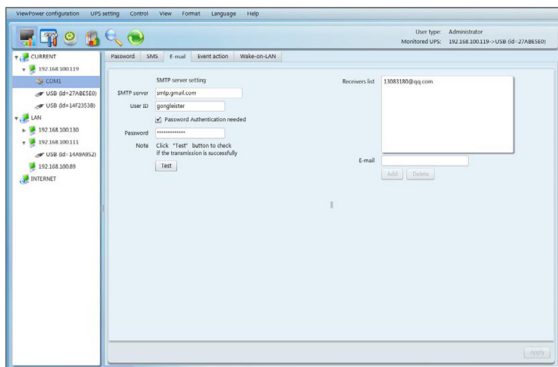 ViewPower configuration UPS setting Control View Format Language Help
User type: Administrator
Monitored UPS: 192.168.100.119->USB (id=27ABE5E0)
CURRENT
192.168.100.119
COM5
USB (id=27ABE5E0)
USB (id=14F2353B)
LAN
192.168.100.130
192.168.100.111
USB (id= 14A9A952)
192.168.100.89
INTERNET
Password SMS E-mail Event action Wake-on-LAN
SMTP server setting
SMTP server smtp.gmail.com
User ID gongleister
Password Authentication needed
Password *************
Note Click "Test" button to check
if the transmission is successfully
Test
Receivers list 13083180@qq.com
E-mail
Add Delete
Apply